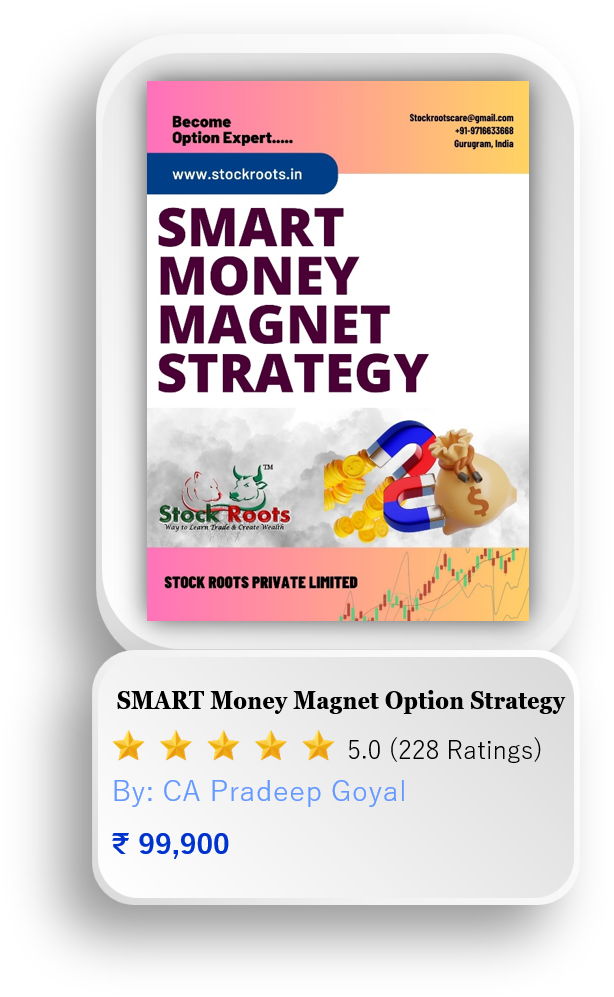 Become
Option Expert.....
Stockrootscare@gmail.com
+91-9716633668
Gurugram, India
www.stockroots.in
SMART
MONEY
MAGNET
STRATEGY
TM
Stock Roots
Way to Learn Trade & Create Wealth
$
STOCK ROOTS PRIVATE LIMITED
SMART Money Magnet Option Strategy
5.0 (228 Ratings)
By: CA Pradeep Goyal
₹ 99,900